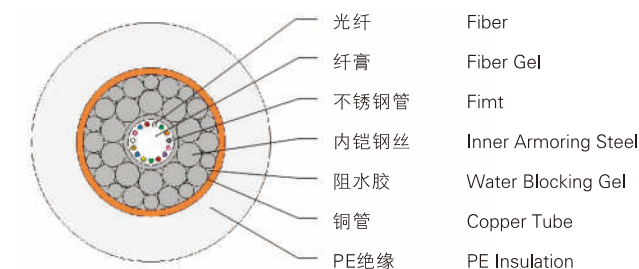 光纤 Fiber
纤膏 Fiber Gel
不锈钢管 Fimt
内铠钢丝 Inner Armoring Steel
阻水胶 Water Blocking Gel
铜管 Copper Tube
PE绝缘 PE Insulation